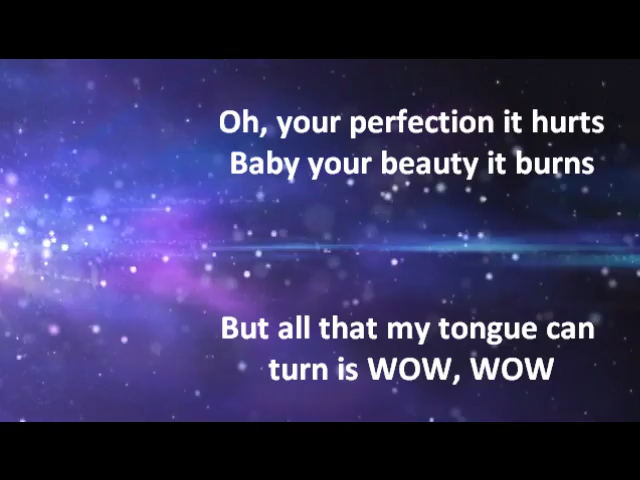 Oh, your perfection it hurts
Baby your beauty it burns
But all that my tongue can
turn is WOW, WOW